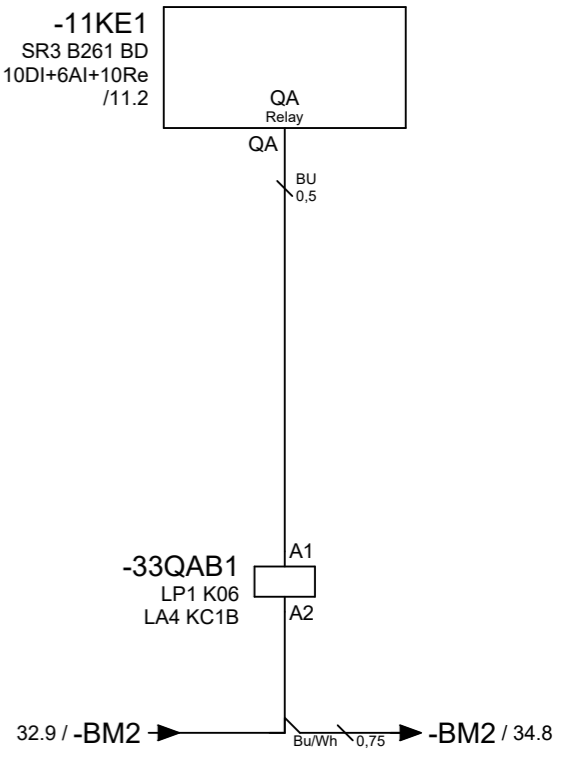 -11KE1
SR3 B261 BD
10DI+6AI+10Re
/11.2
QA
Relay
QA
BU
0,5
A1
-33QAB1
LP1 K06
LA4 KC1B
A2
32.9 / -BM2
Bu/Wh
0,75
-BM2 / 34.8